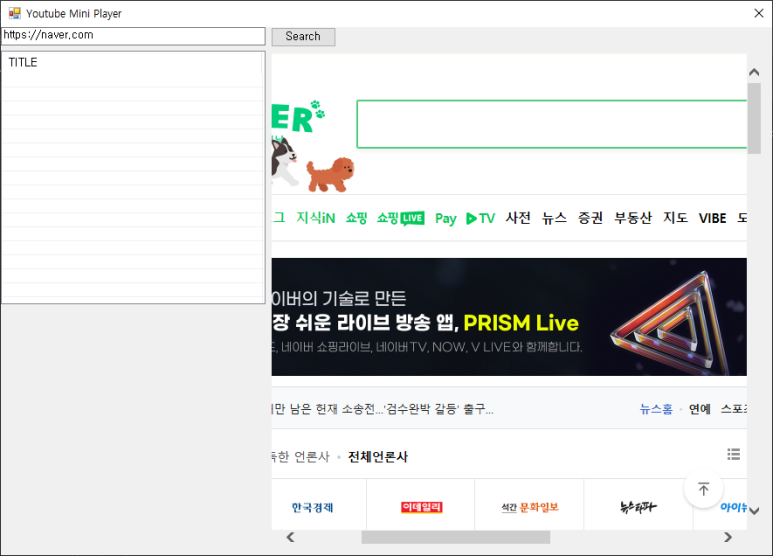 Youtube Mini Player
https://naver.com
Search
TITLE
ER
그 지식iN 쇼핑 쇼핑LIVE Pay TV 사전 뉴스 증권 부동산 지도 VIBE 도
이버의 기술로 만든
장 쉬운 라이브 방송 앱, PRISM Live
네이버 쇼핑라이브, 네이버TV, NOW, V LIVE와 함께합니다.
만 남은 헌재 소송전...'검수완박 갈등' 출구...
뉴스홈 · 연예 스포츠
독한 언론사 · 전체언론사
한국경제 이데일리 석간 문화일보 뉴스타파 아이뉴